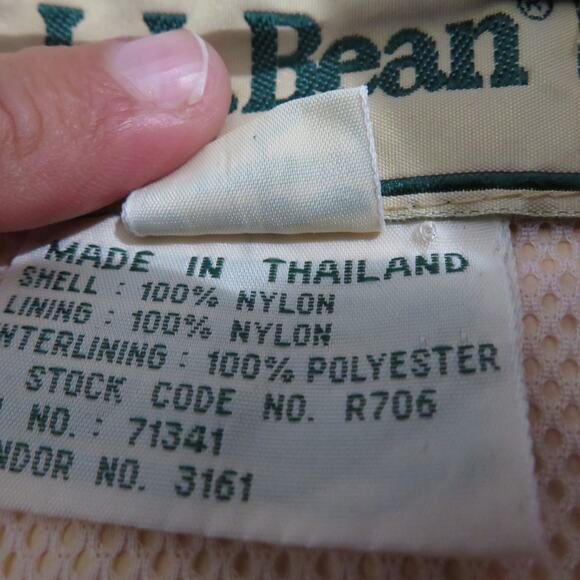 L.L.Bean®
MADE IN THAILAND
SHELL : 100% NYLON
LINING : 100% NYLON
NTERLINING : 100% POLYESTER
STOCK CODE NO. R706
NO. : 71341
NDOR NO. 3161